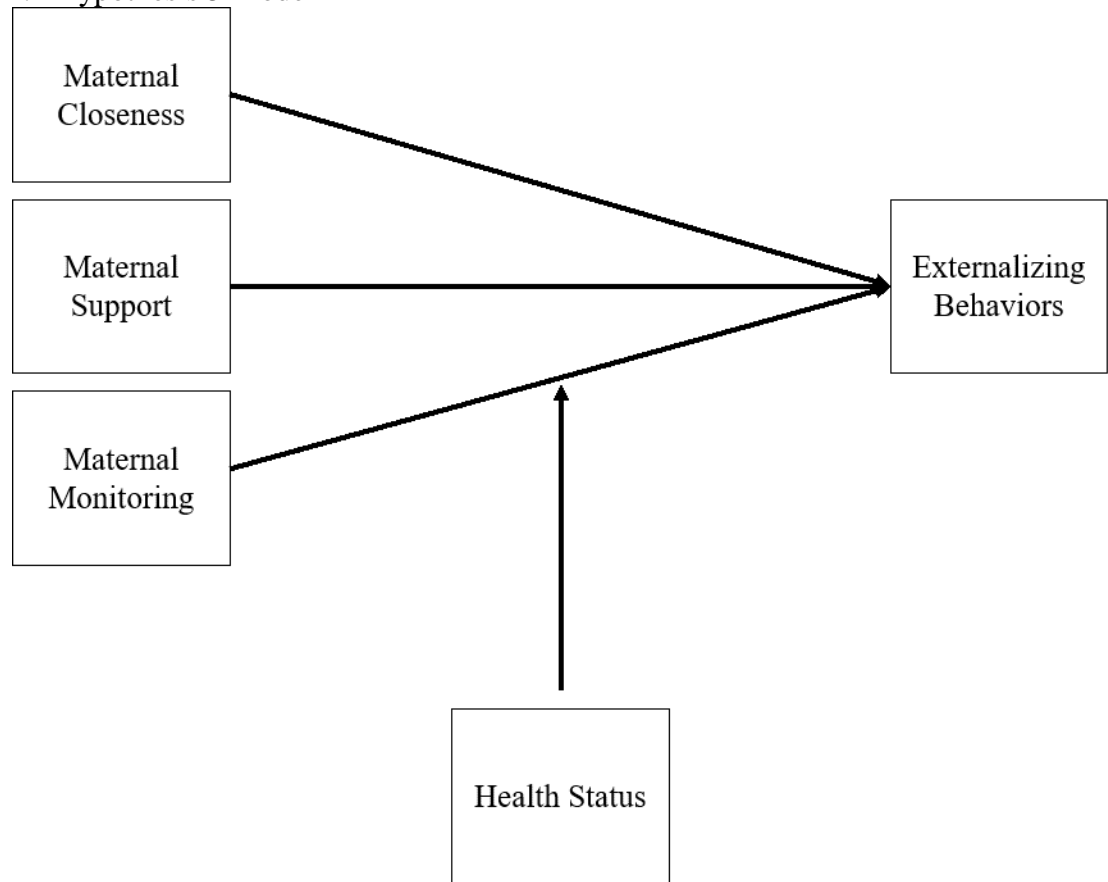 Maternal
Closeness
Maternal
Support
Maternal
Monitoring
Externalizing
Behaviors
Health Status